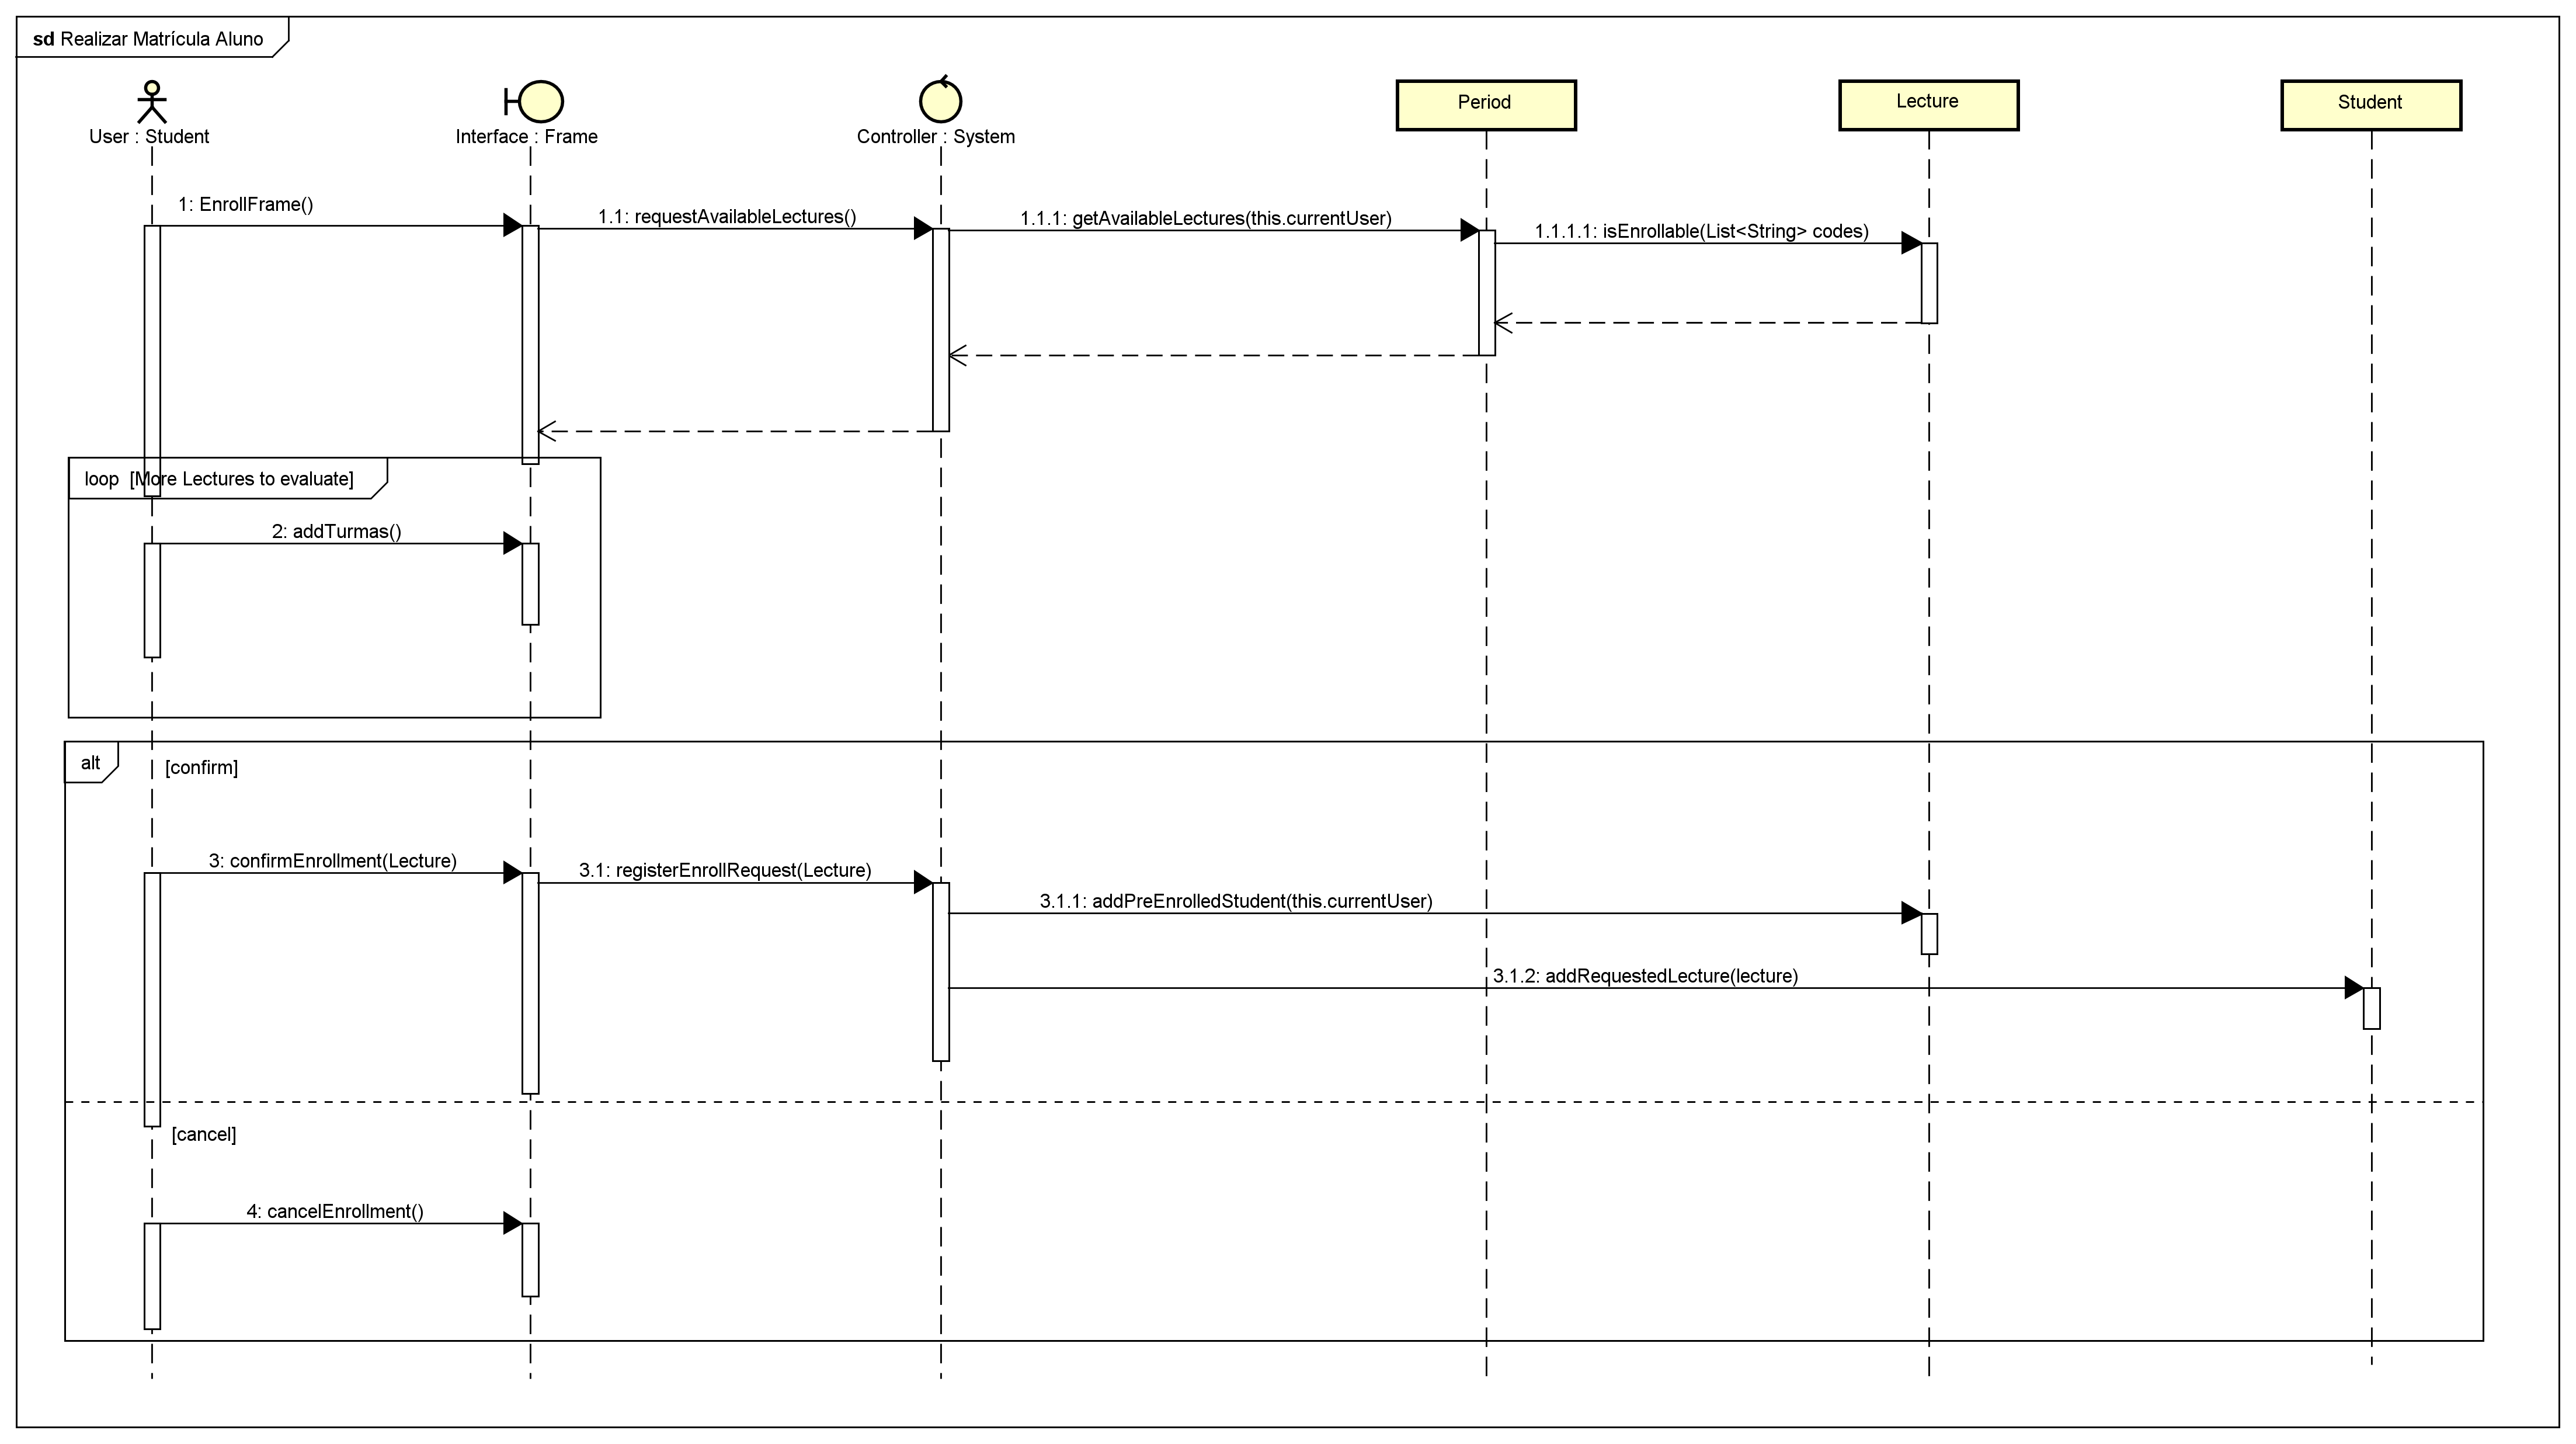 sd Realizar Matrícula Aluno
User : Student
Interface : Frame
Controller : System
Period
Lecture
Student
1: EnrollFrame()
1.1: requestAvailableLectures()
1.1.1: getAvailableLectures(this.currentUser)
1.1.1.1: isEnrollable(List<String> codes)
loop [More Lectures to evaluate]
2: addTurmas()
alt [confirm]
3: confirmEnrollment(Lecture)
3.1: registerEnrollRequest(Lecture)
3.1.1: addPreEnrolledStudent(this.currentUser)
3.1.2: addRequestedLecture(lecture)
[cancel]
4: cancelEnrollment()